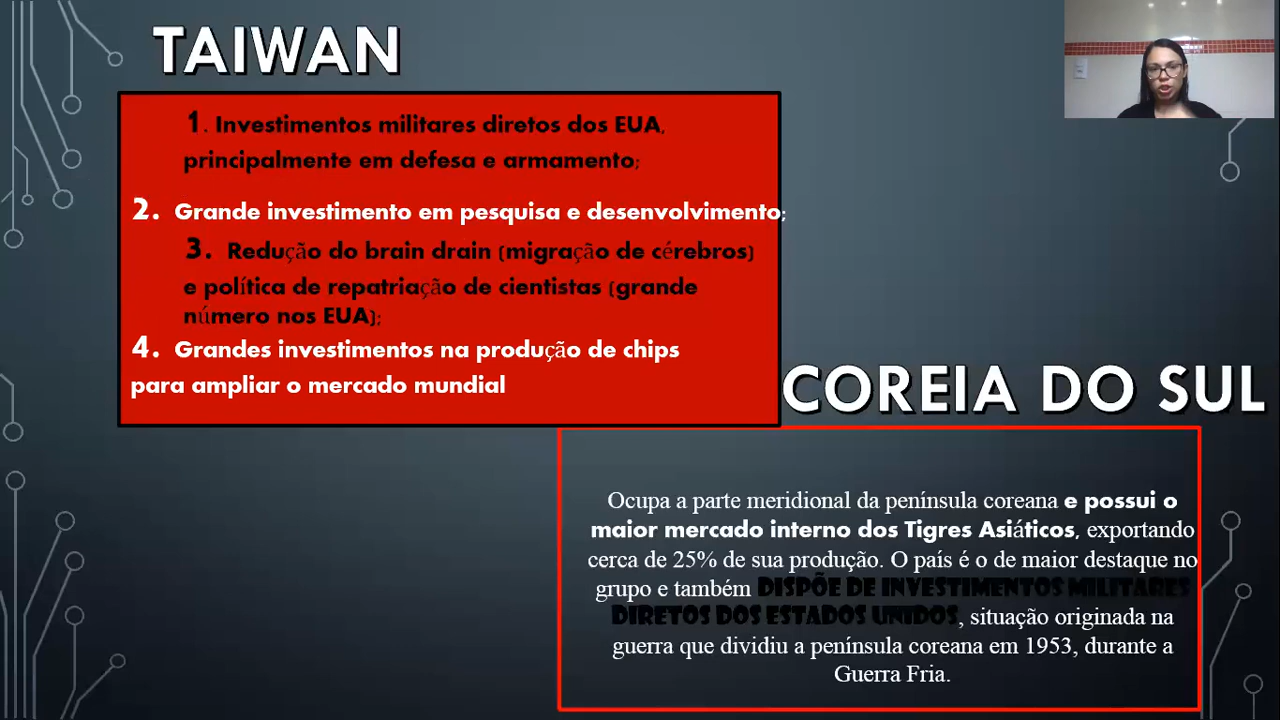 TAIWAN
1. Investimentos militares diretos dos EUA,
principalmente em defesa e armamento;
2. Grande investimento em pesquisa e desenvolvimento;
3. Redução do brain drain (migração de cérebros)
e política de repatriação de cientistas (grande
número nos EUA);
4. Grandes investimentos na produção de chips
para ampliar o mercado mundial
COREIA DO SUL
Ocupa a parte meridional da península coreana e possui o
maior mercado interno dos Tigres Asiáticos, exportando
cerca de 25% de sua produção. O país é o de maior destaque no
grupo e também DISPÕE DE INVESTIMENTOS MILITARES
DIRETOS DOS ESTADOS UNIDOS, situação originada na
guerra que dividiu a península coreana em 1953, durante a
Guerra Fria.